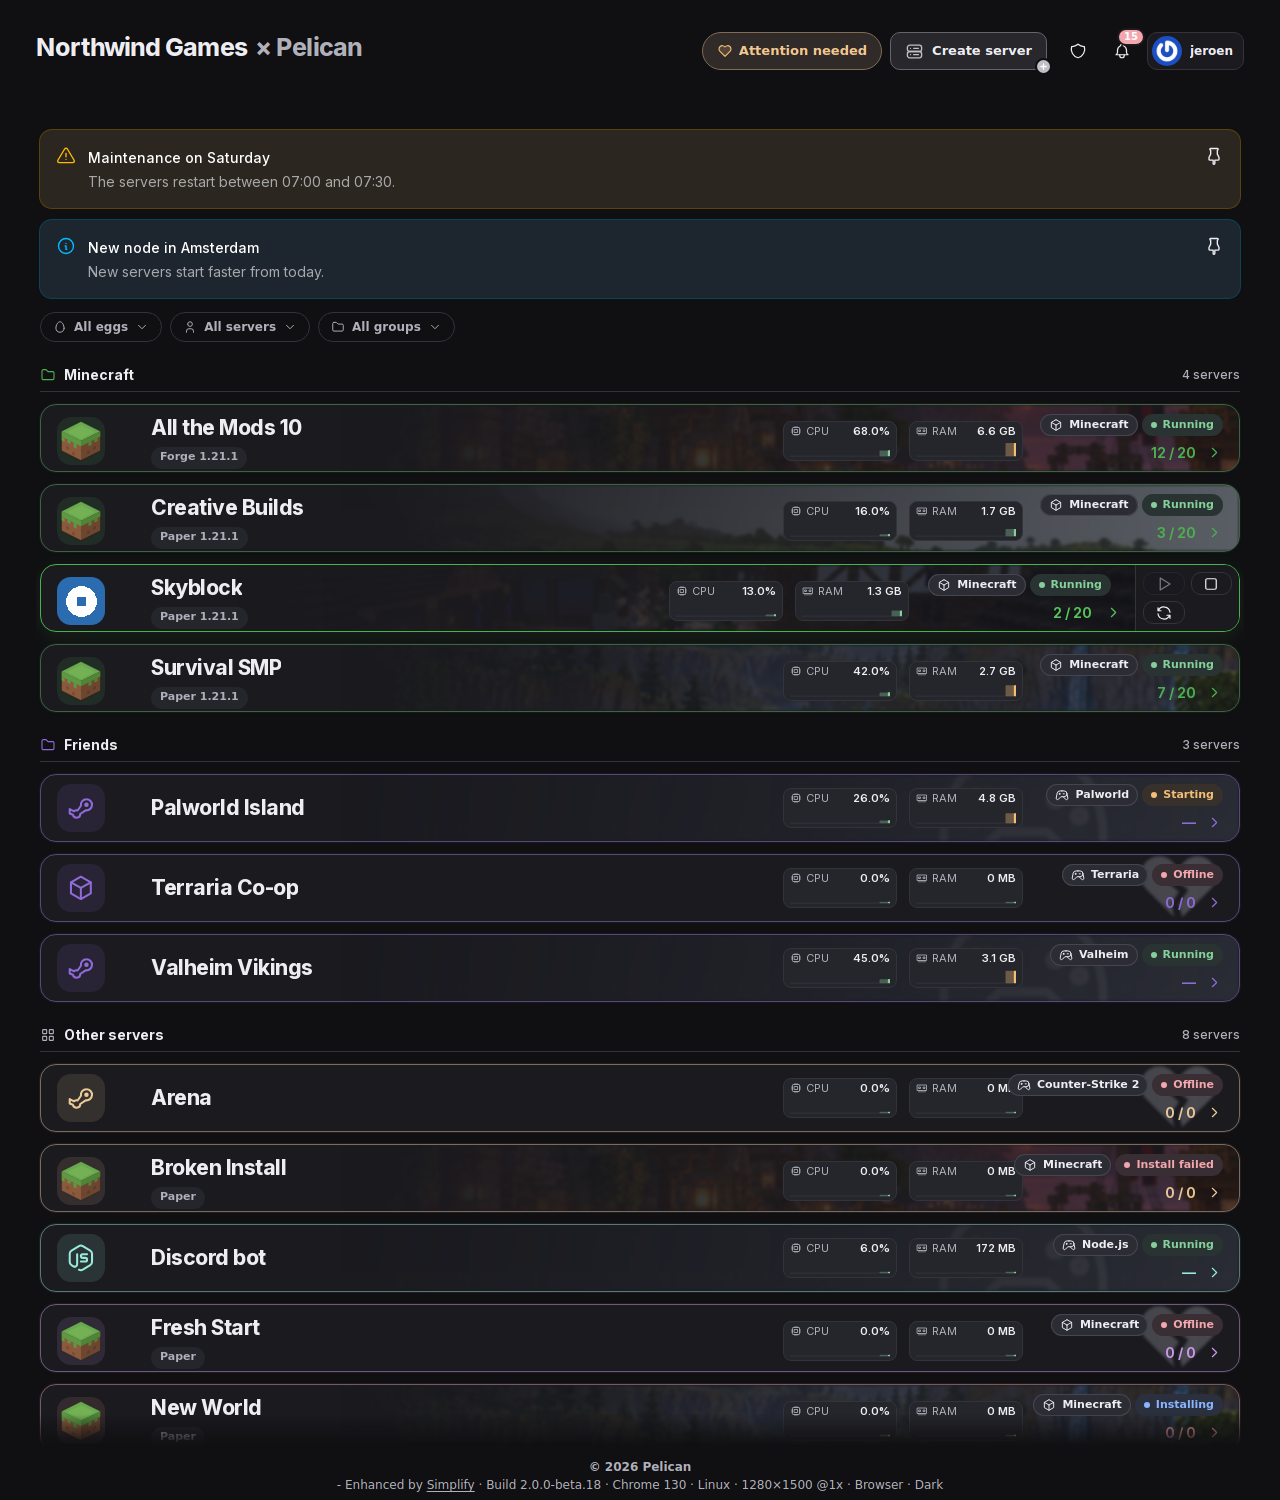 Northwind Games × Pelican
Attention needed
Create server
15
jeroen
Maintenance on Saturday
The servers restart between 07:00 and 07:30.
New node in Amsterdam
New servers start faster from today.
All eggs
All servers
All groups
Minecraft
4 servers
All the Mods 10
Forge 1.21.1
CPU 68.0%
RAM 6.6 GB
Minecraft
Running
12 / 20
Creative Builds
Paper 1.21.1
CPU 16.0%
RAM 1.7 GB
Minecraft
Running
3 / 20
Skyblock
Paper 1.21.1
CPU 13.0%
RAM 1.3 GB
Minecraft
Running
2 / 20
Survival SMP
Paper 1.21.1
CPU 42.0%
RAM 2.7 GB
Minecraft
Running
7 / 20
Friends
3 servers
Palworld Island
CPU 26.0%
RAM 4.8 GB
Palworld
Starting
—
Terraria Co-op
CPU 0.0%
RAM 0 MB
Terraria
Offline
0 / 0
Valheim Vikings
CPU 45.0%
RAM 3.1 GB
Valheim
Running
—
Other servers
8 servers
Arena
CPU 0.0%
RAM 0 M
Counter-Strike 2
Offline
0 / 0
Broken Install
Paper
CPU 0.0%
RAM 0 MB
Minecraft
Install failed
0 / 0
Discord bot
CPU 6.0%
RAM 172 MB
JS
Node.js
Running
—
Fresh Start
Paper
CPU 0.0%
RAM 0 MB
Minecraft
Offline
0 / 0
New World
Paper
CPU 0.0%
RAM 0 MB
Minecraft
Installing
0 / 0
© 2026 Pelican
- Enhanced by Simplify · Build 2.0.0-beta.18 · Chrome 130 · Linux · 1280×1500 @1x · Browser · Dark